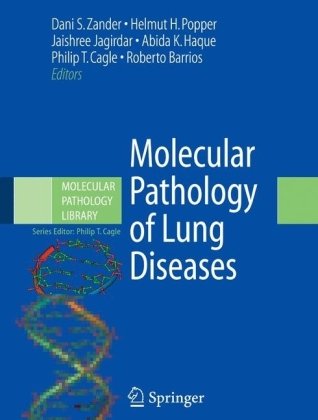 Dani S. Zander · Helmut H. Popper
Jaishree Jagirdar · Abida K. Haque
Philip T. Cagle · Roberto Barrios
Editors
Molecular
Pathology
of Lung
Diseases
MOLECULAR
PATHOLOGY
LIBRARY
Series Editor: Philip T. Cagle
Springer